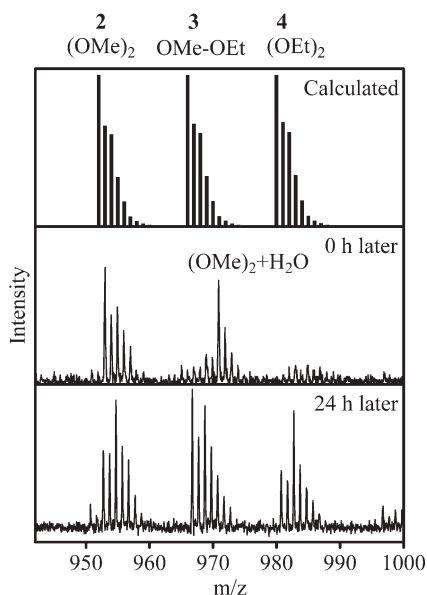 2 3 4
(OMe)₂ OMe-OEt (OEt)₂
Calculated
0 h later
(OMe)₂+H₂O
Intensity
24 h later
950 960 970 980 990 1000
m/z